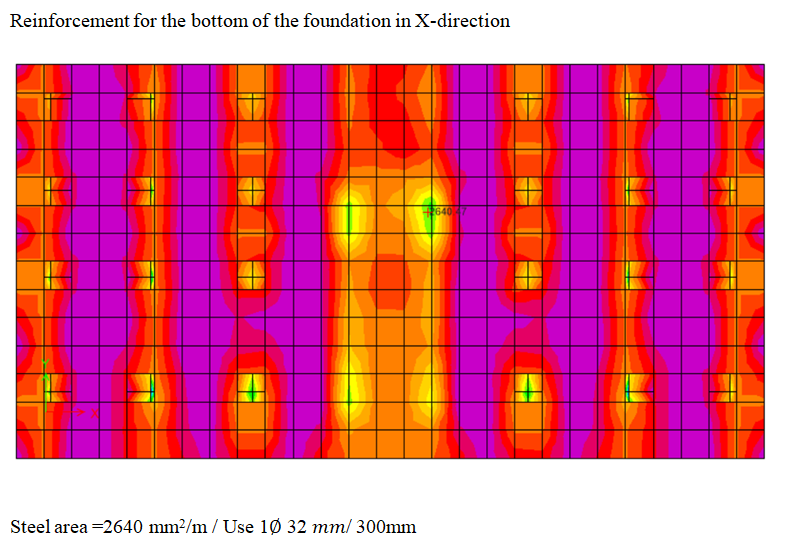 Reinforcement for the bottom of the foundation in X-direction
2640.47
Steel area =2640 mm²/m / Use 1Ø 32 mm/ 300mm